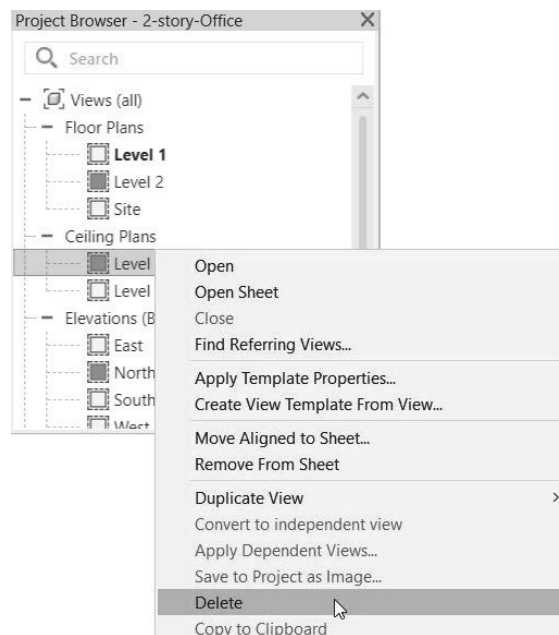 Project Browser - 2-story-Office
Search
Views (all)
Floor Plans
Level 1
Level 2
Site
Ceiling Plans
Level
Level
Elevations (B
East
North
South
West
Open
Open Sheet
Close
Find Referring Views...
Apply Template Properties...
Create View Template From View...
Move Aligned to Sheet...
Remove From Sheet
Duplicate View
Convert to independent view
Apply Dependent Views...
Save to Project as Image...
Delete
Copy to Clipboard